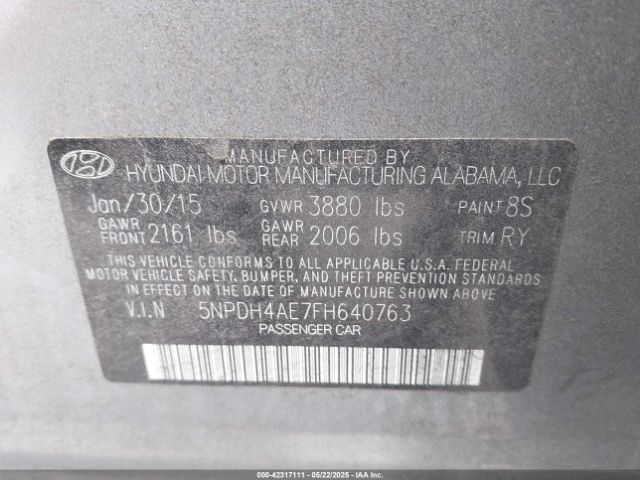 MANUFACTURED BY
HYUNDAI MOTOR MANUFACTURING ALABAMA, LLC
Jan/30/15 GVWR 3880 lbs PAINT 8S
GAWR FRONT 2161 lbs GAWR REAR 2006 lbs TRIM RY
THIS VEHICLE CONFORMS TO ALL APPLICABLE U.S.A. FEDERAL
MOTOR VEHICLE SAFETY, BUMPER, AND THEFT PREVENTION STANDARDS
IN EFFECT ON THE DATE OF MANUFACTURE SHOWN ABOVE.
V.I.N 5NPDH4AE7FH640763
PASSENGER CAR
000-42317111 - 05/22/2025 - IAAI.COM